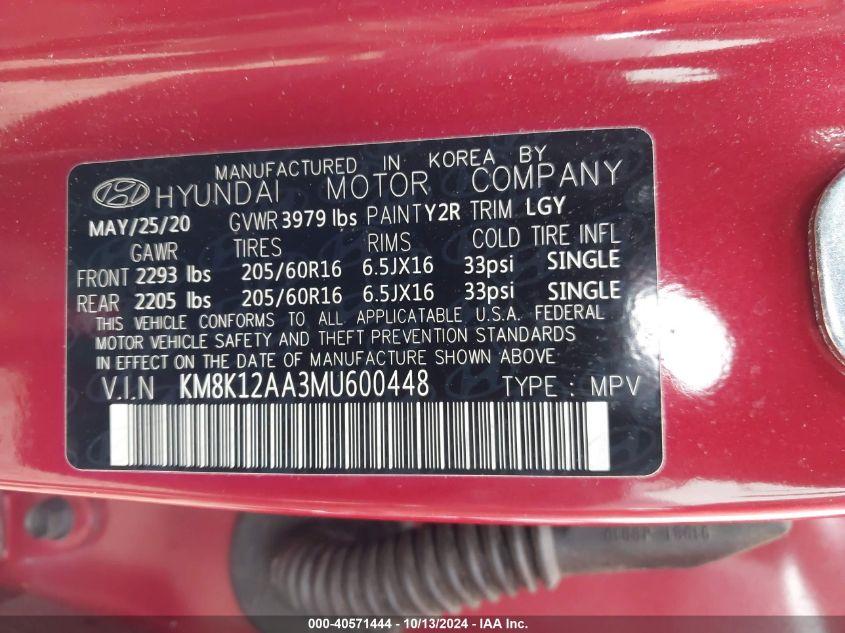 MANUFACTURED IN KOREA BY
HYUNDAI MOTOR COMPANY
MAY/25/20 GVWR 3979 lbs PAINT Y2R TRIM LGY
GAWR TIRES RIMS COLD TIRE INFL
FRONT 2293 lbs 205/60R16 6.5JX16 33psi SINGLE
REAR 2205 lbs 205/60R16 6.5JX16 33psi SINGLE
THIS VEHICLE CONFORMS TO ALL APPLICATABLE U.S.A. FEDERAL
MOTOR VEHICLE SAFETY AND THEFT PREVENTION STANDARDS
IN EFFECT ON THE DATE OF MANUFACTURE SHOWN ABOVE
V.I.N KM8K12AA3MU600448 TYPE : MPV
000-40571444 - 10/13/2024 - IAA Inc.